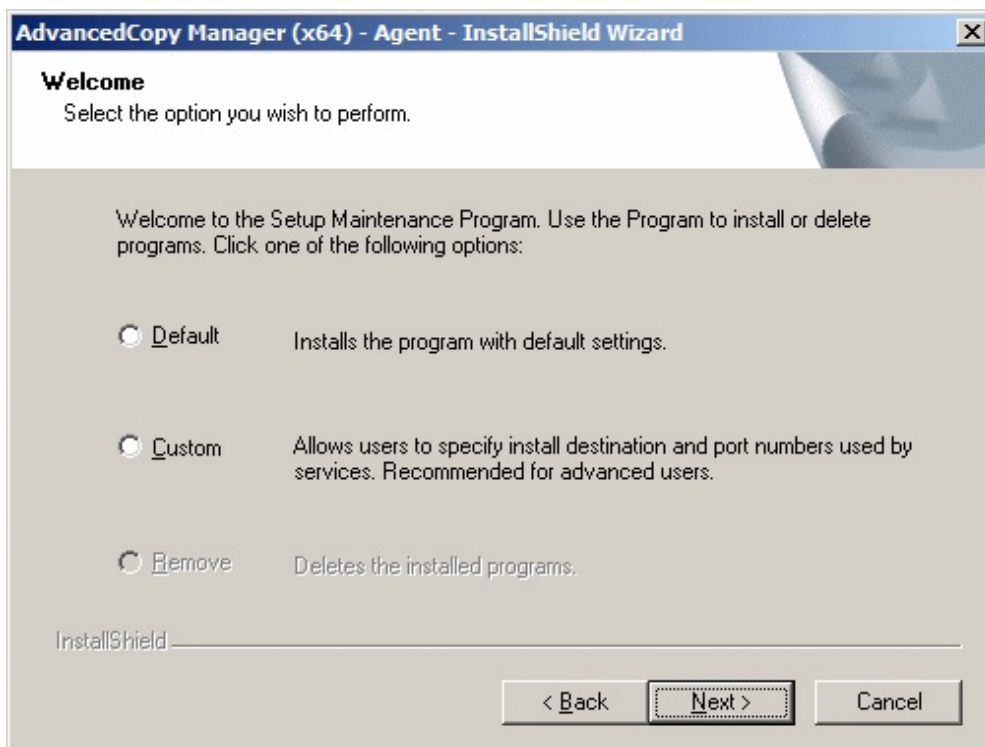 AdvancedCopy Manager (x64) - Agent - InstallShield Wizard
Welcome
Select the option you wish to perform.
Welcome to the Setup Maintenance Program. Use the Program to install or delete
programs. Click one of the following options:
Default
Installs the program with default settings.
Custom
Allows users to specify install destination and port numbers used by
services. Recommended for advanced users.
Remove
Deletes the installed programs.
InstallShield
< Back
Next >
Cancel